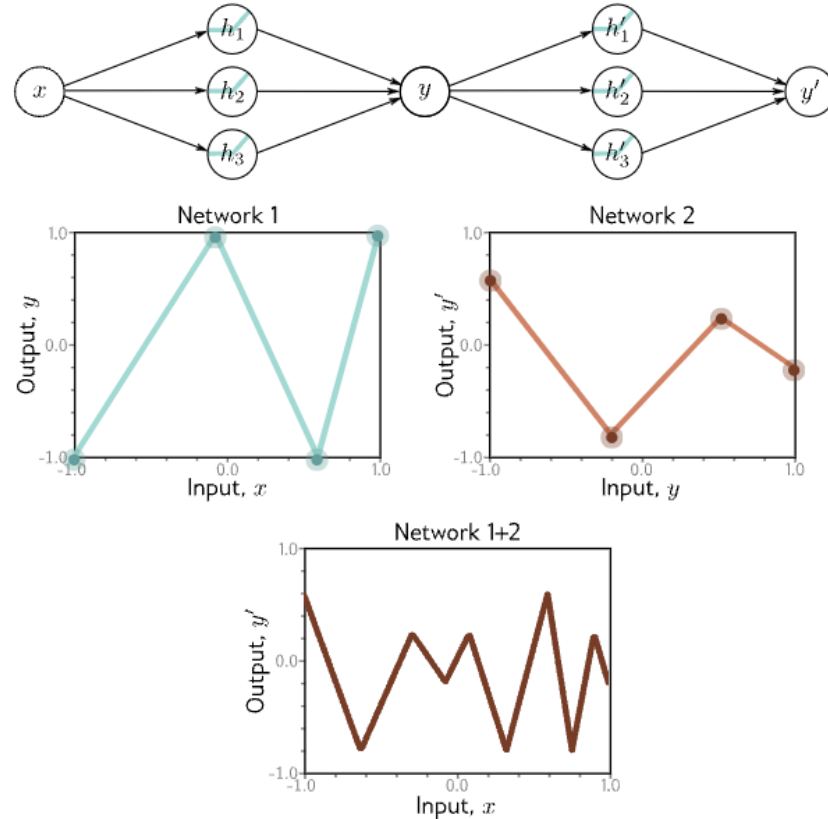 x h₁ h₂ h₃ y h′₁ h′₂ h′₃ y′
Network 1
1.0
0.0
-1.0
-1.0 0.0 1.0
Output, y
Input, x
Network 2
1.0
0.0
-1.0
-1.0 0.0 1.0
Output, y′
Input, y
Network 1+2
1.0
0.0
-1.0
-1.0 0.0 1.0
Output, y′
Input, x